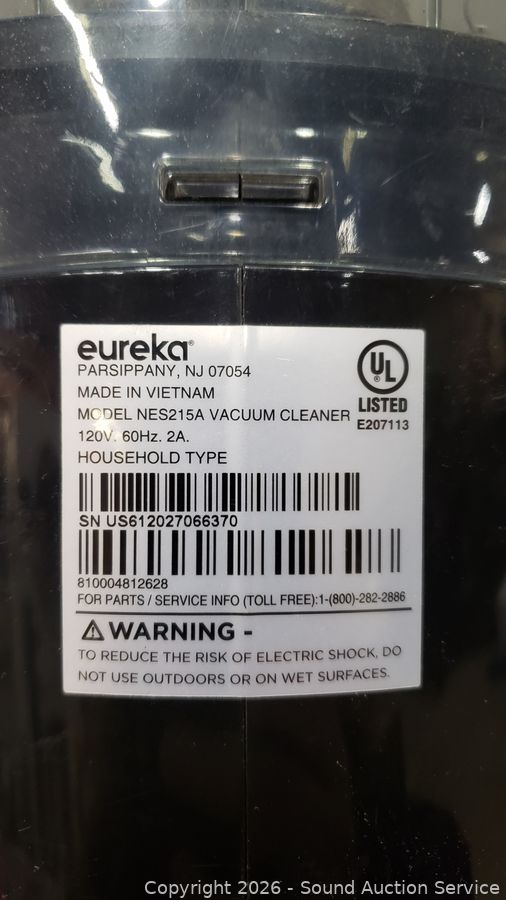 eureka®
PARSIPPANY, NJ 07054
MADE IN VIETNAM
MODEL NES215A VACUUM CLEANER
120V. 60Hz. 2A.
HOUSEHOLD TYPE
UL ®
LISTED
E207113
SN US612027066370
810004812628
FOR PARTS / SERVICE INFO (TOLL FREE):1-(800)-282-2886
WARNING -
TO REDUCE THE RISK OF ELECTRIC SHOCK, DO
NOT USE OUTDOORS OR ON WET SURFACES.
Copyright 2026 - Sound Auction Service